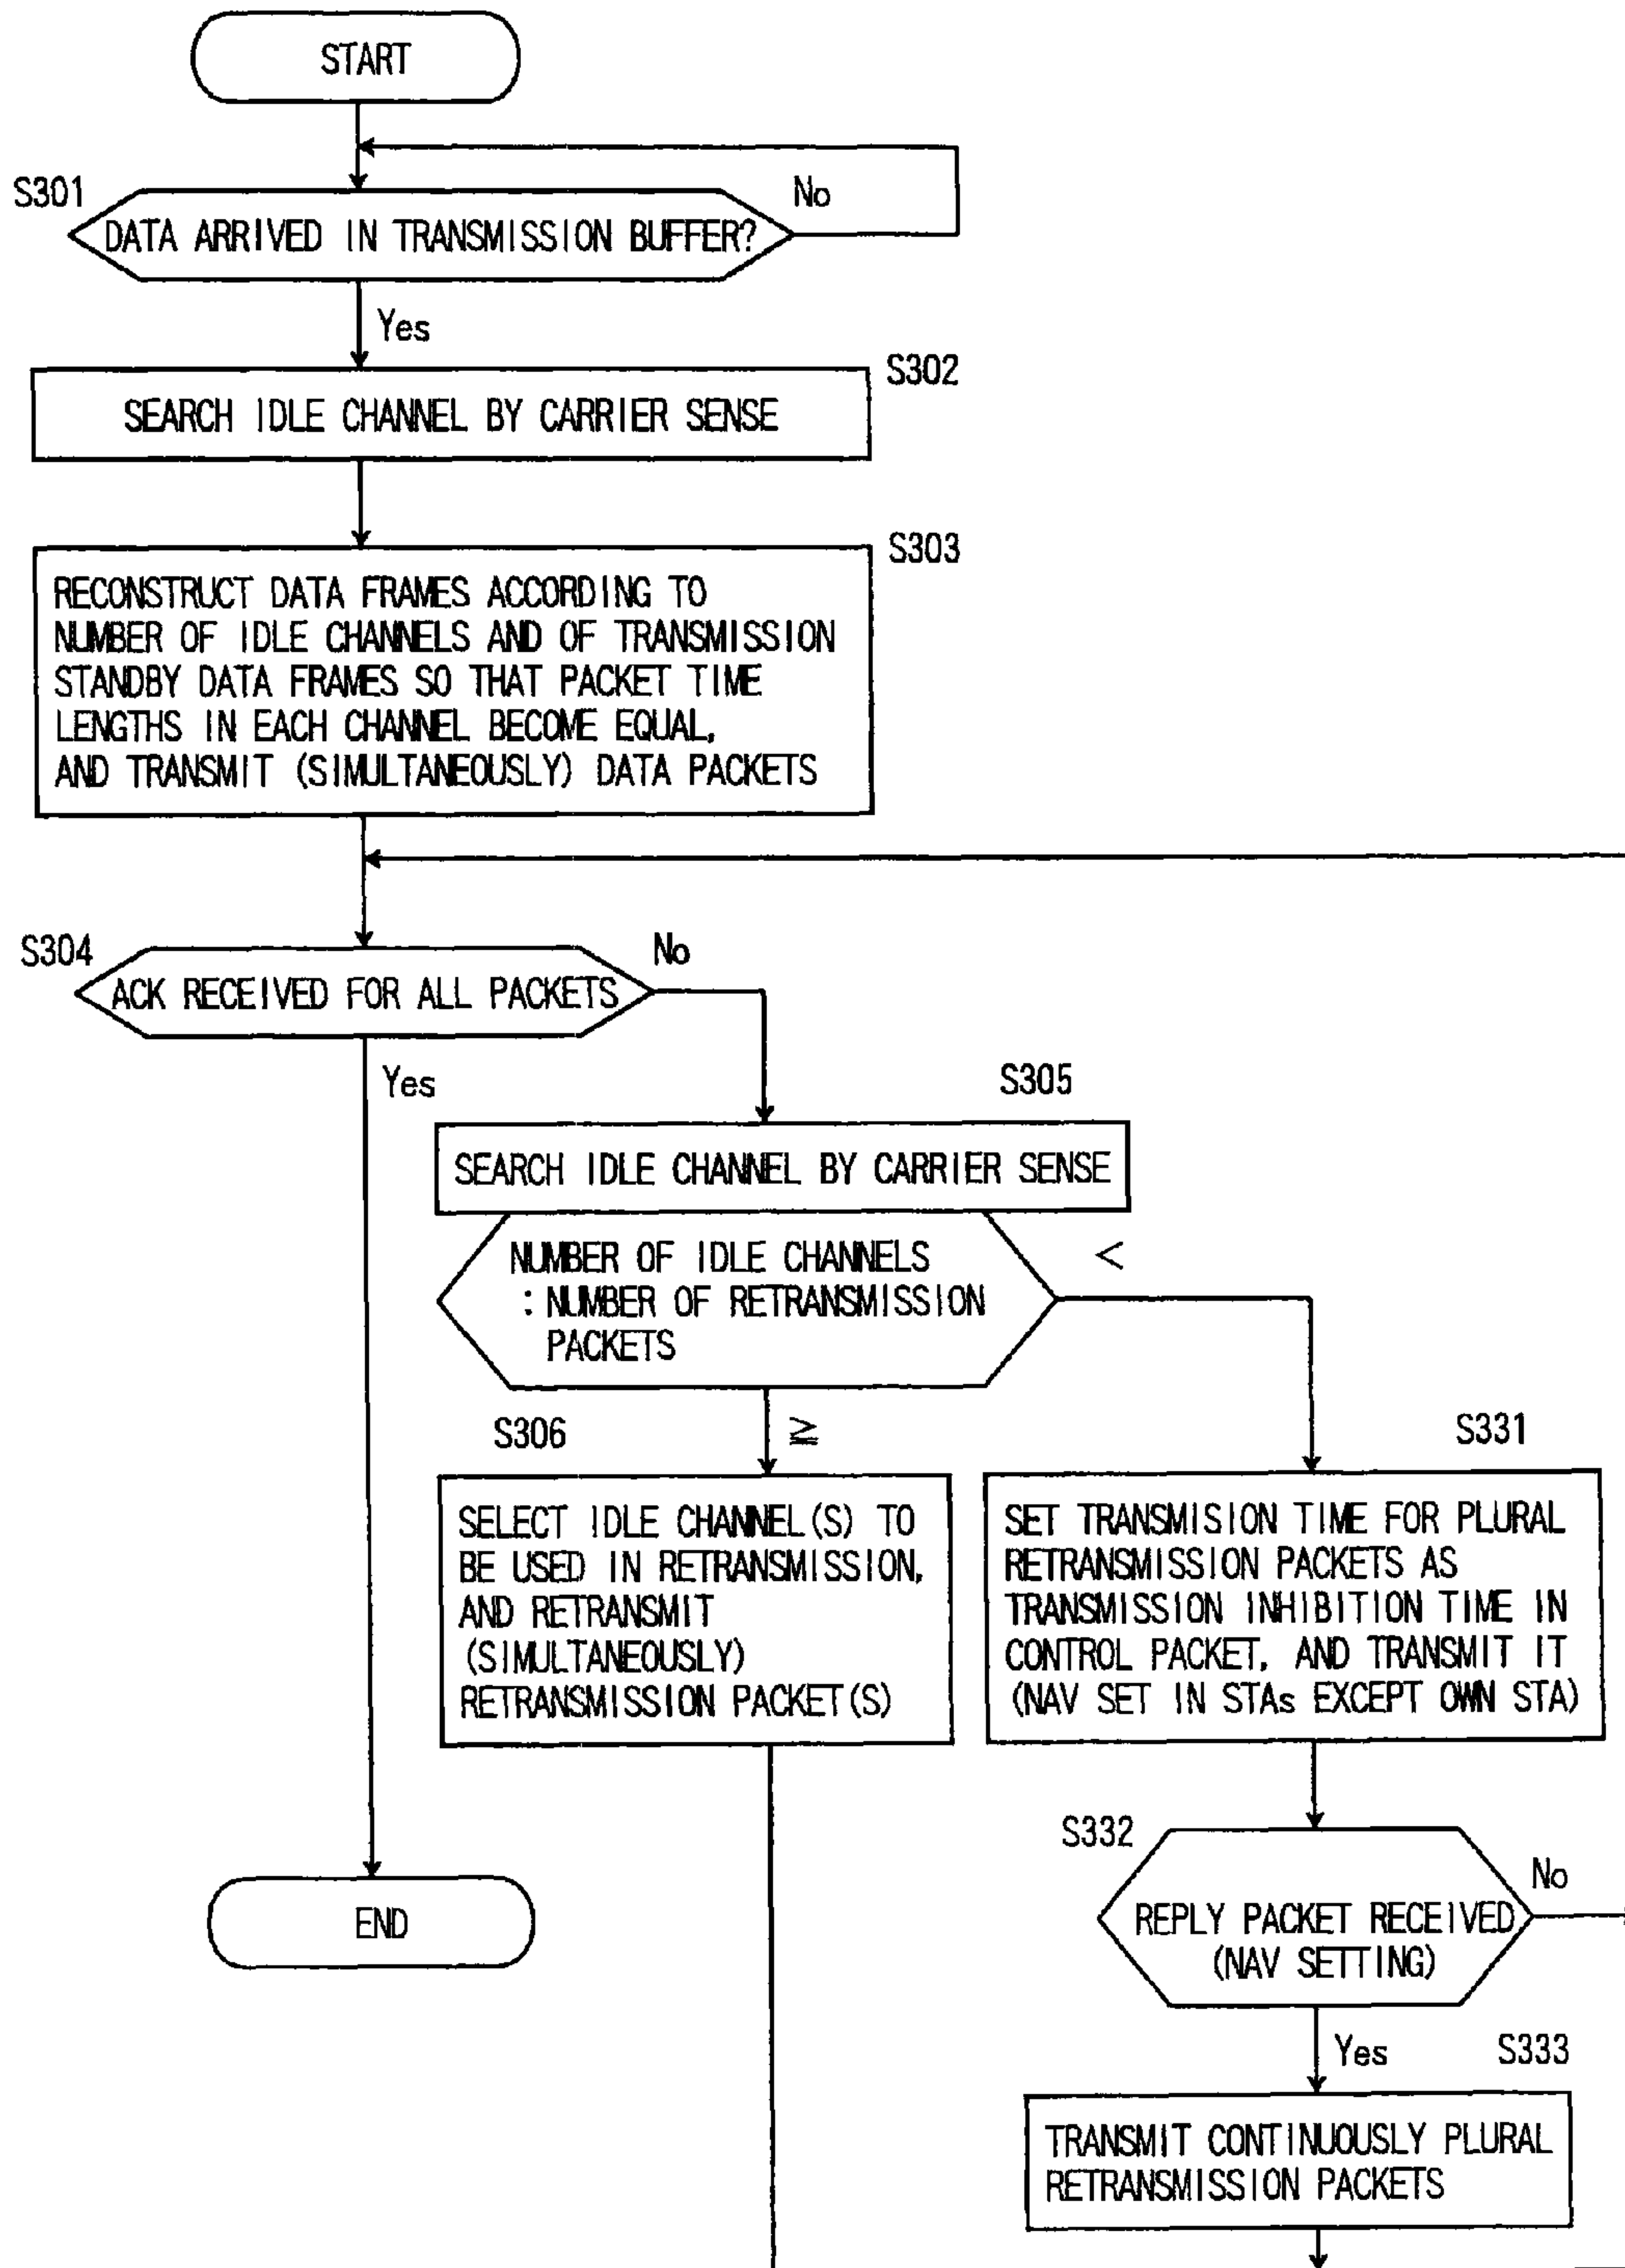 START
S301
No
DATA ARRIVED IN TRANSMISSION BUFFER?
Yes
S302
SEARCH IDLE CHANNEL BY CARRIER SENSE
S303
RECONSTRUCT DATA FRAMES ACCORDING TO
NUMBER OF IDLE CHANNELS AND OF TRANSMISSION
STANDBY DATA FRAMES SO THAT PACKET TIME
LENGTHS IN EACH CHANNEL BECOME EQUAL,
AND TRANSMIT (SIMULTANEOUSLY) DATA PACKETS
S304
No
ACK RECEIVED FOR ALL PACKETS
Yes
S305
SEARCH IDLE CHANNEL BY CARRIER SENSE
NUMBER OF IDLE CHANNELS
: NUMBER OF RETRANSMISSION
PACKETS
<
≧
S306
SELECT IDLE CHANNEL(S) TO
BE USED IN RETRANSMISSION,
AND RETRANSMIT
(SIMULTANEOUSLY)
RETRANSMISSION PACKET(S)
S331
SET TRANSMISION TIME FOR PLURAL
RETRANSMISSION PACKETS AS
TRANSMISSION INHIBITION TIME IN
CONTROL PACKET, AND TRANSMIT IT
(NAV SET IN STAs EXCEPT OWN STA)
S332
No
REPLY PACKET RECEIVED
(NAV SETTING)
END
Yes
S333
TRANSMIT CONTINUOUSLY PLURAL
RETRANSMISSION PACKETS